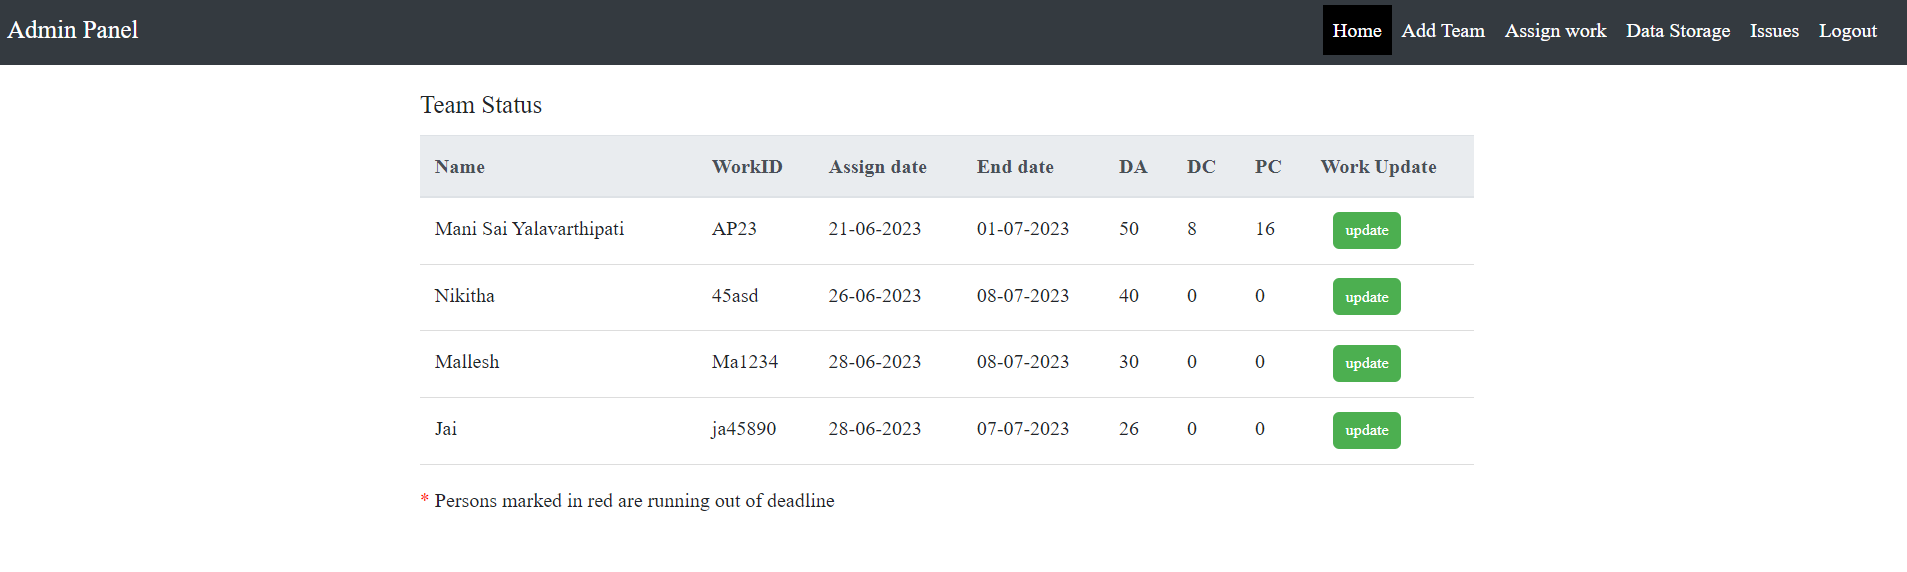 Admin Panel Home Add Team Assign work Data Storage Issues Logout
Team Status
Name WorkID Assign date End date DA DC PC Work Update
Mani Sai Yalavarthipati AP23 21-06-2023 01-07-2023 50 8 16 update
Nikitha 45asd 26-06-2023 08-07-2023 40 0 0 update
Mallesh Ma1234 28-06-2023 08-07-2023 30 0 0 update
Jai ja45890 28-06-2023 07-07-2023 26 0 0 update
* Persons marked in red are running out of deadline